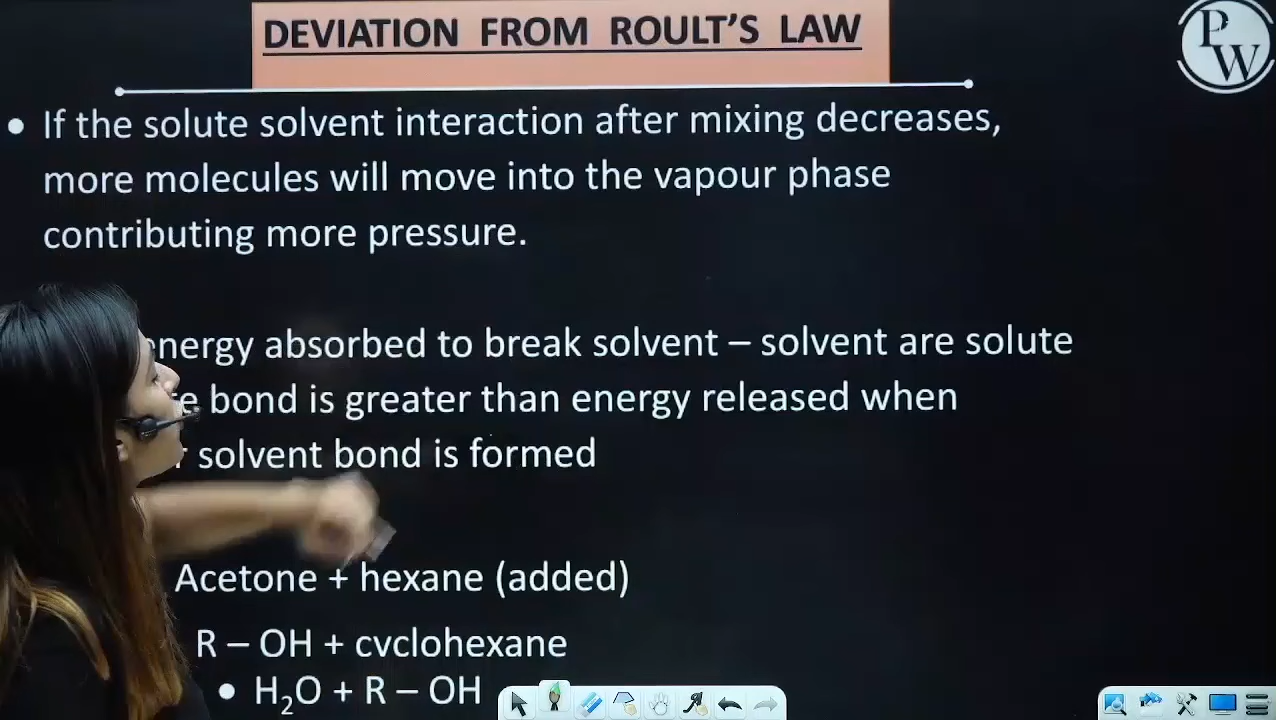 DEVIATION FROM ROULT'S LAW
PW
• If the solute solvent interaction after mixing decreases,
more molecules will move into the vapour phase
contributing more pressure.
energy absorbed to break solvent – solvent are solute
bond is greater than energy released when
solvent bond is formed
Acetone + hexane (added)
R – OH + cyclohexane
• H₂O + R – OH